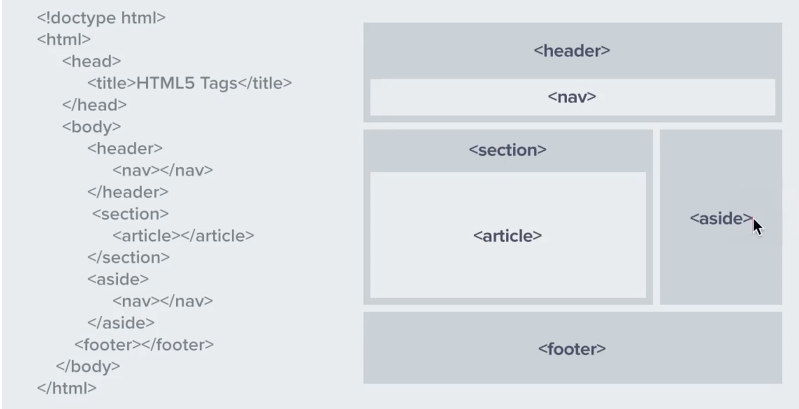 <!doctype html>
<html>
<head>
<title>HTML5 Tags</title>
</head>
<body>
<header>
<nav></nav>
</header>
<section>
<article></article>
</section>
<aside>
<nav></nav>
</aside>
<footer></footer>
</body>
</html>
<header>
<nav>
<section>
<article>
<aside>
<footer>